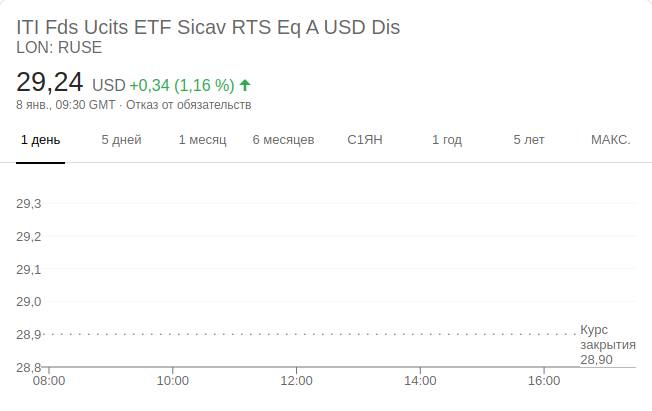 ITI Fds Ucits ETF Sicav RTS Eq A USD Dis
LON: RUSE
29,24 USD +0,34 (1,16 %)
8 янв., 09:30 GMT · Отказ от обязательств
1 день 5 дней 1 месяц 6 месяцев С1ЯН 1 год 5 лет МАКС.
29,3
29,2
29,1
29,0
28,9
Курс
закрытия
28,90
28,8
08:00 10:00 12:00 14:00 16:00